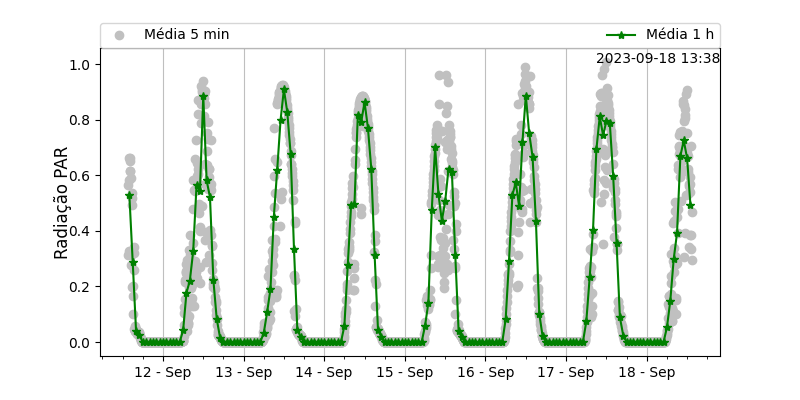 Média 5 min
Média 1 h
2023-09-18 13:38
Radiação PAR
1.0
0.8
0.6
0.4
0.2
0.0
12 - Sep
13 - Sep
14 - Sep
15 - Sep
16 - Sep
17 - Sep
18 - Sep